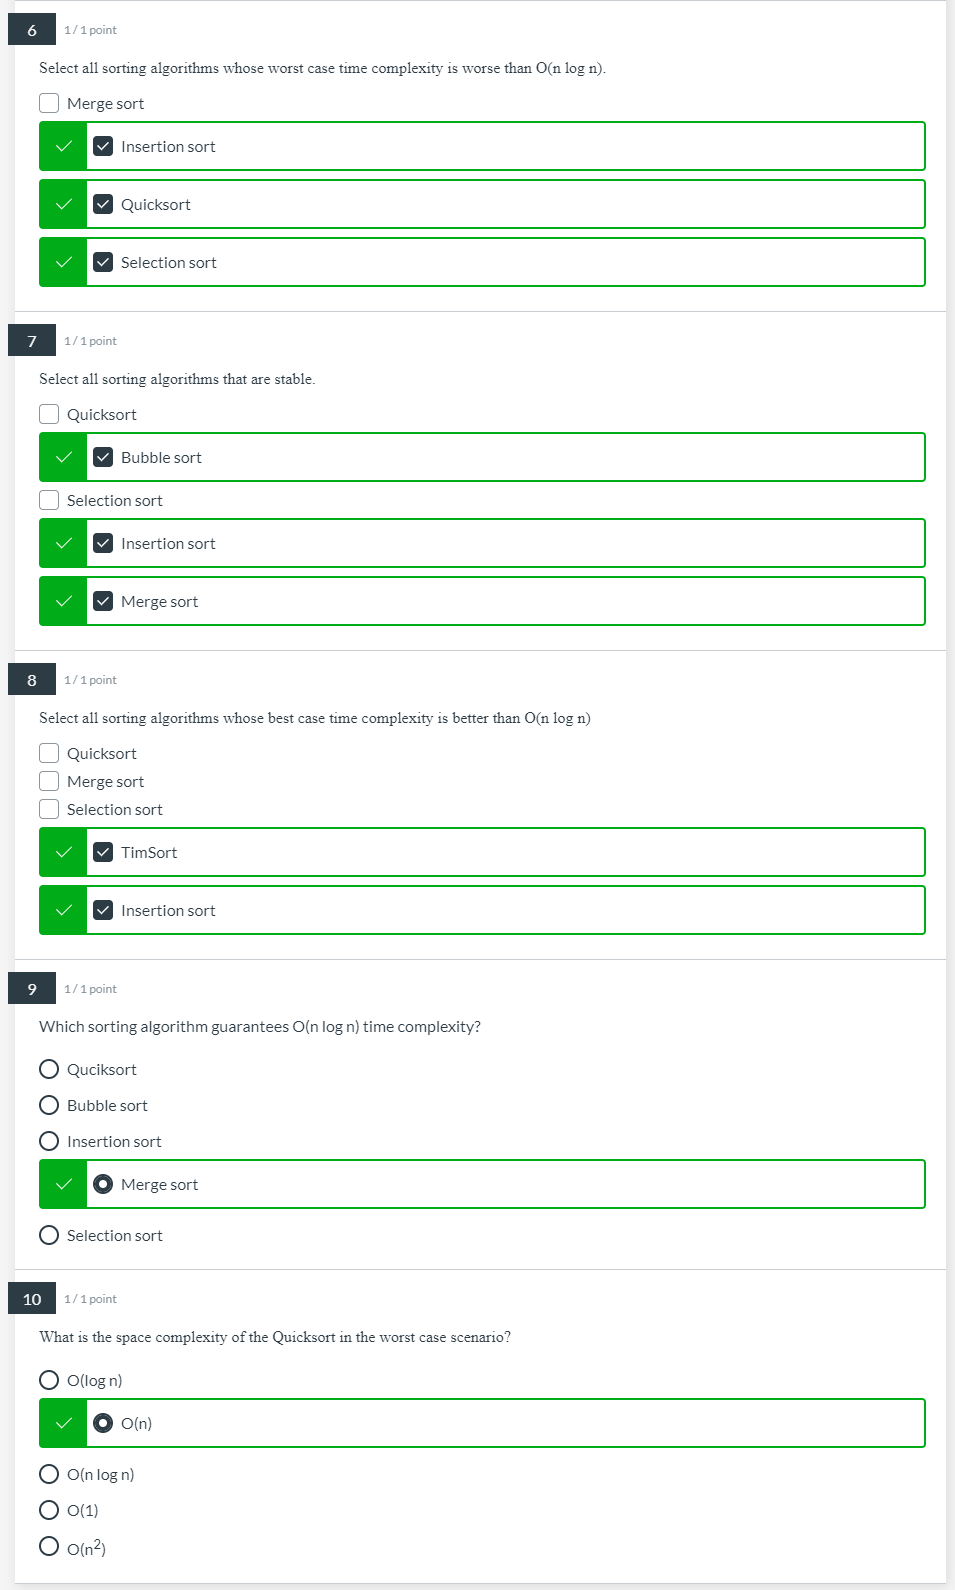 6
1 / 1 point
Select all sorting algorithms whose worst case time complexity is worse than O(n log n).
Merge sort
Insertion sort
Quicksort
Selection sort
7
1 / 1 point
Select all sorting algorithms that are stable.
Quicksort
Bubble sort
Selection sort
Insertion sort
Merge sort
8
1 / 1 point
Select all sorting algorithms whose best case time complexity is better than O(n log n)
Quicksort
Merge sort
Selection sort
TimSort
Insertion sort
9
1 / 1 point
Which sorting algorithm guarantees O(n log n) time complexity?
Quciksort
Bubble sort
Insertion sort
Merge sort
Selection sort
10
1 / 1 point
What is the space complexity of the Quicksort in the worst case scenario?
O(log n)
O(n)
O(n log n)
O(1)
O(n²)